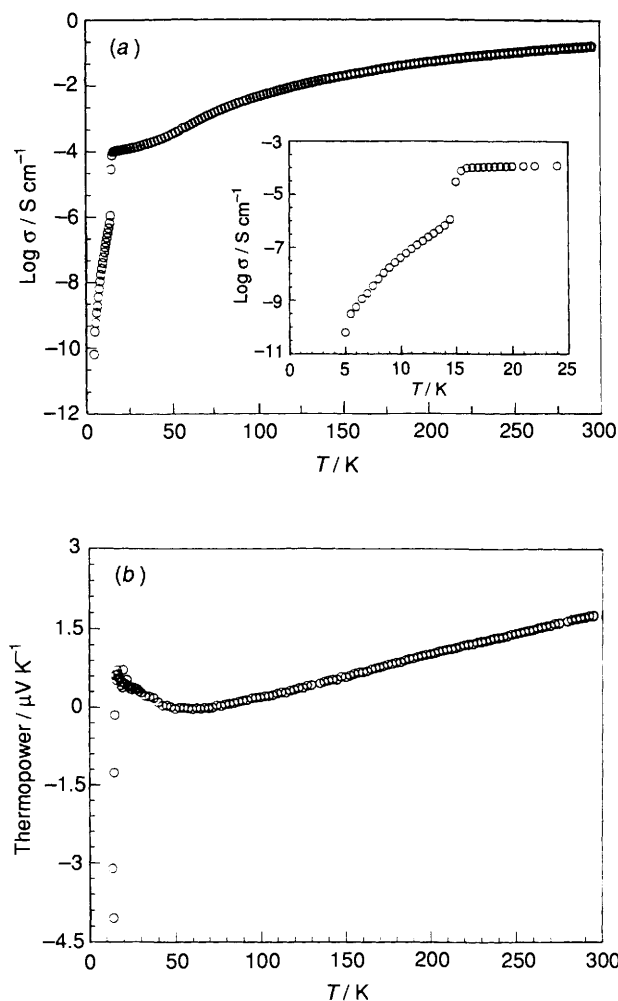 (a)
0
−2
−4
−6
−8
−10
−12
Log σ / S cm⁻¹
0 50 100 150 200 250 300
T / K
−3
−5
−7
−9
−11
Log σ / S cm⁻¹
0 5 10 15 20 25
T / K
(b)
3
1.5
0
−1.5
−3
−4.5
Thermopower / μV K⁻¹
0 50 100 150 200 250 300
T / K